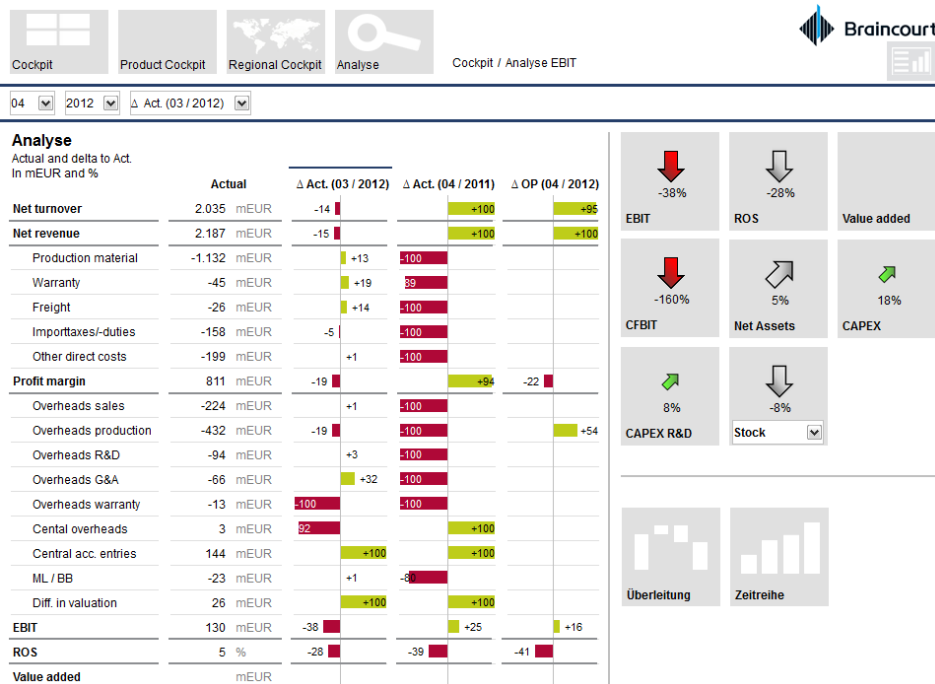 Braincourt
Cockpit
Product Cockpit
Regional Cockpit
Analyse
Cockpit / Analyse EBIT
04 2012 Δ Act. (03 / 2012)
Analyse
Actual and delta to Act.
In mEUR and %
Actual Δ Act. (03 / 2012) Δ Act. (04 / 2011) Δ OP (04 / 2012)
Net turnover 2.035 mEUR -14 +100 +95
Net revenue 2.187 mEUR -15 +100 +100
Production material -1.132 mEUR +13 -100
Warranty -45 mEUR +19 89
Freight -26 mEUR +14 -100
Importtaxes/-duties -158 mEUR -5 -100
Other direct costs -199 mEUR +1 -100
Profit margin 811 mEUR -19 +94 -22
Overheads sales -224 mEUR +1 -100
Overheads production -432 mEUR -19 -100 +54
Overheads R&D -94 mEUR +3 -100
Overheads G&A -66 mEUR +32 -100
Overheads warranty -13 mEUR -100 -100
Cental overheads 3 mEUR 92 +100
Central acc. entries 144 mEUR +100 +100
ML / BB -23 mEUR +1 -80
Diff. in valuation 26 mEUR +100 +100
EBIT 130 mEUR -38 +25 +16
ROS 5 % -28 -39 -41
Value added mEUR
-38%
EBIT
-28%
ROS
Value added
-160%
CFBIT
5%
Net Assets
18%
CAPEX
8%
CAPEX R&D
-8%
Stock
Überleitung
Zeitreihe